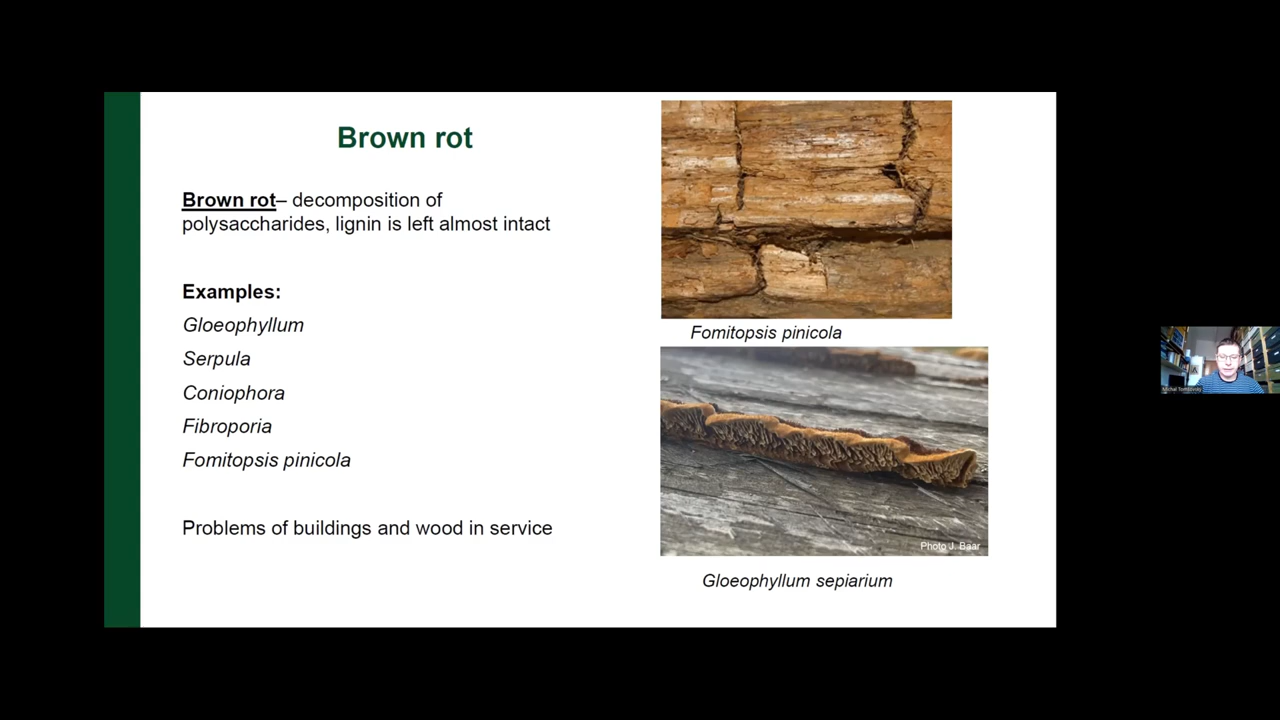 Brown rot
Brown rot– decomposition of
polysaccharides, lignin is left almost intact
Examples:
Gloeophyllum
Serpula
Coniophora
Fibroporia
Fomitopsis pinicola
Problems of buildings and wood in service
Fomitopsis pinicola
Photo J. Baar
Gloeophyllum sepiarium